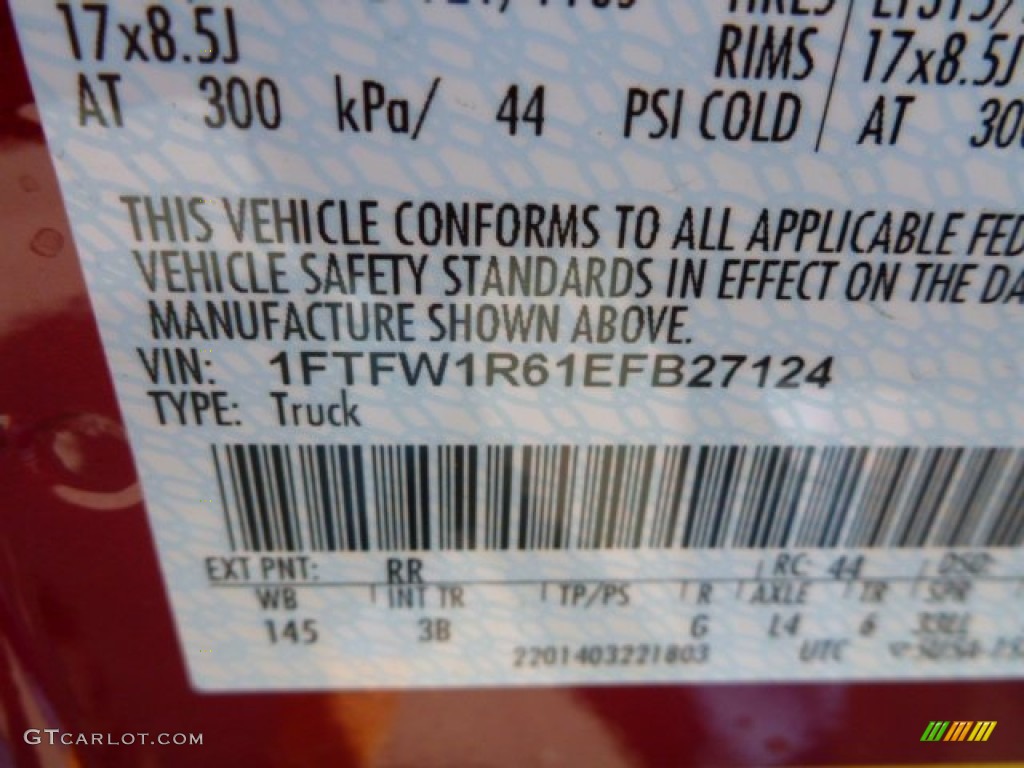 17x8.5J RIMS 17x8.5J
AT 300 kPa/ 44 PSI COLD AT
THIS VEHICLE CONFORMS TO ALL APPLICABLE
VEHICLE SAFETY STANDARDS IN EFFECT ON THE
MANUFACTURE SHOWN ABOVE.
VIN: 1FTFW1R61EFB27124
TYPE: Truck
EXT PNT: RR RC: 44 DSO:
WB INT TR TP/PS R AXLE TR SPR
145 3B G L4 6
2201403221803 UTC
GTCARLOT.COM